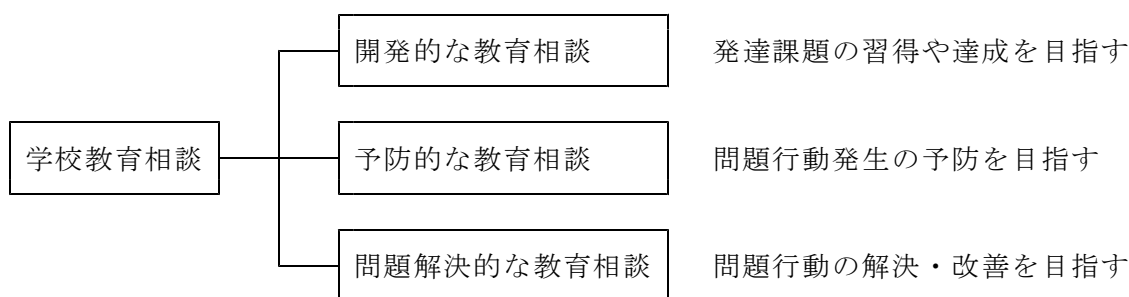 開発的な教育相談 発達課題の習得や達成を目指す
学校教育相談 予防的な教育相談 問題行動発生の予防を目指す
問題解決的な教育相談 問題行動の解決・改善を目指す